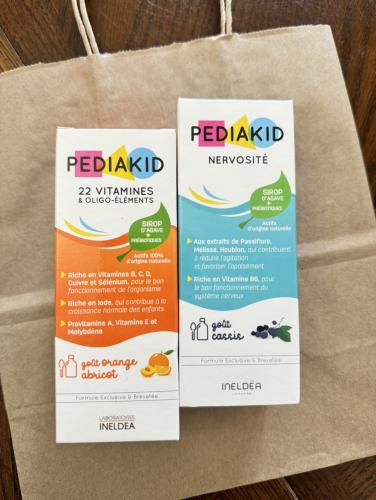 PEDIAKID
22 VITAMINES
& OLIGO-ÉLÉMENTS
SIROP
D'AGAVE
+
PRÉBIOTIQUES
Actifs 100%
d'origine naturelle
Riche en Vitamines B, C, D,
Cuivre et Sélénium, pour le bon
fonctionnement de l'organisme
Riche en Iode, qui contribue à la
croissance normale des enfants
Provitamine A, Vitamine E et
Molybdène
goût orange
abricot
Formule Exclusive & Brevetée
LABORATOIRES
INELDEA
PEDIAKID
NERVOSITÉ
SIROP
D'AGAVE
+
PRÉBIOTIQUES
Actifs
d'origine naturelle
Aux extraits de Passiflore,
Mélisse, Houblon, qui contribuent
à réduire l'agitation
et favoriser l'apaisement
Riche en Vitamine B6, pour
le bon fonctionnement du
système nerveux
goût
cassis
Formule Exclusive & Brevetée
INELDEA